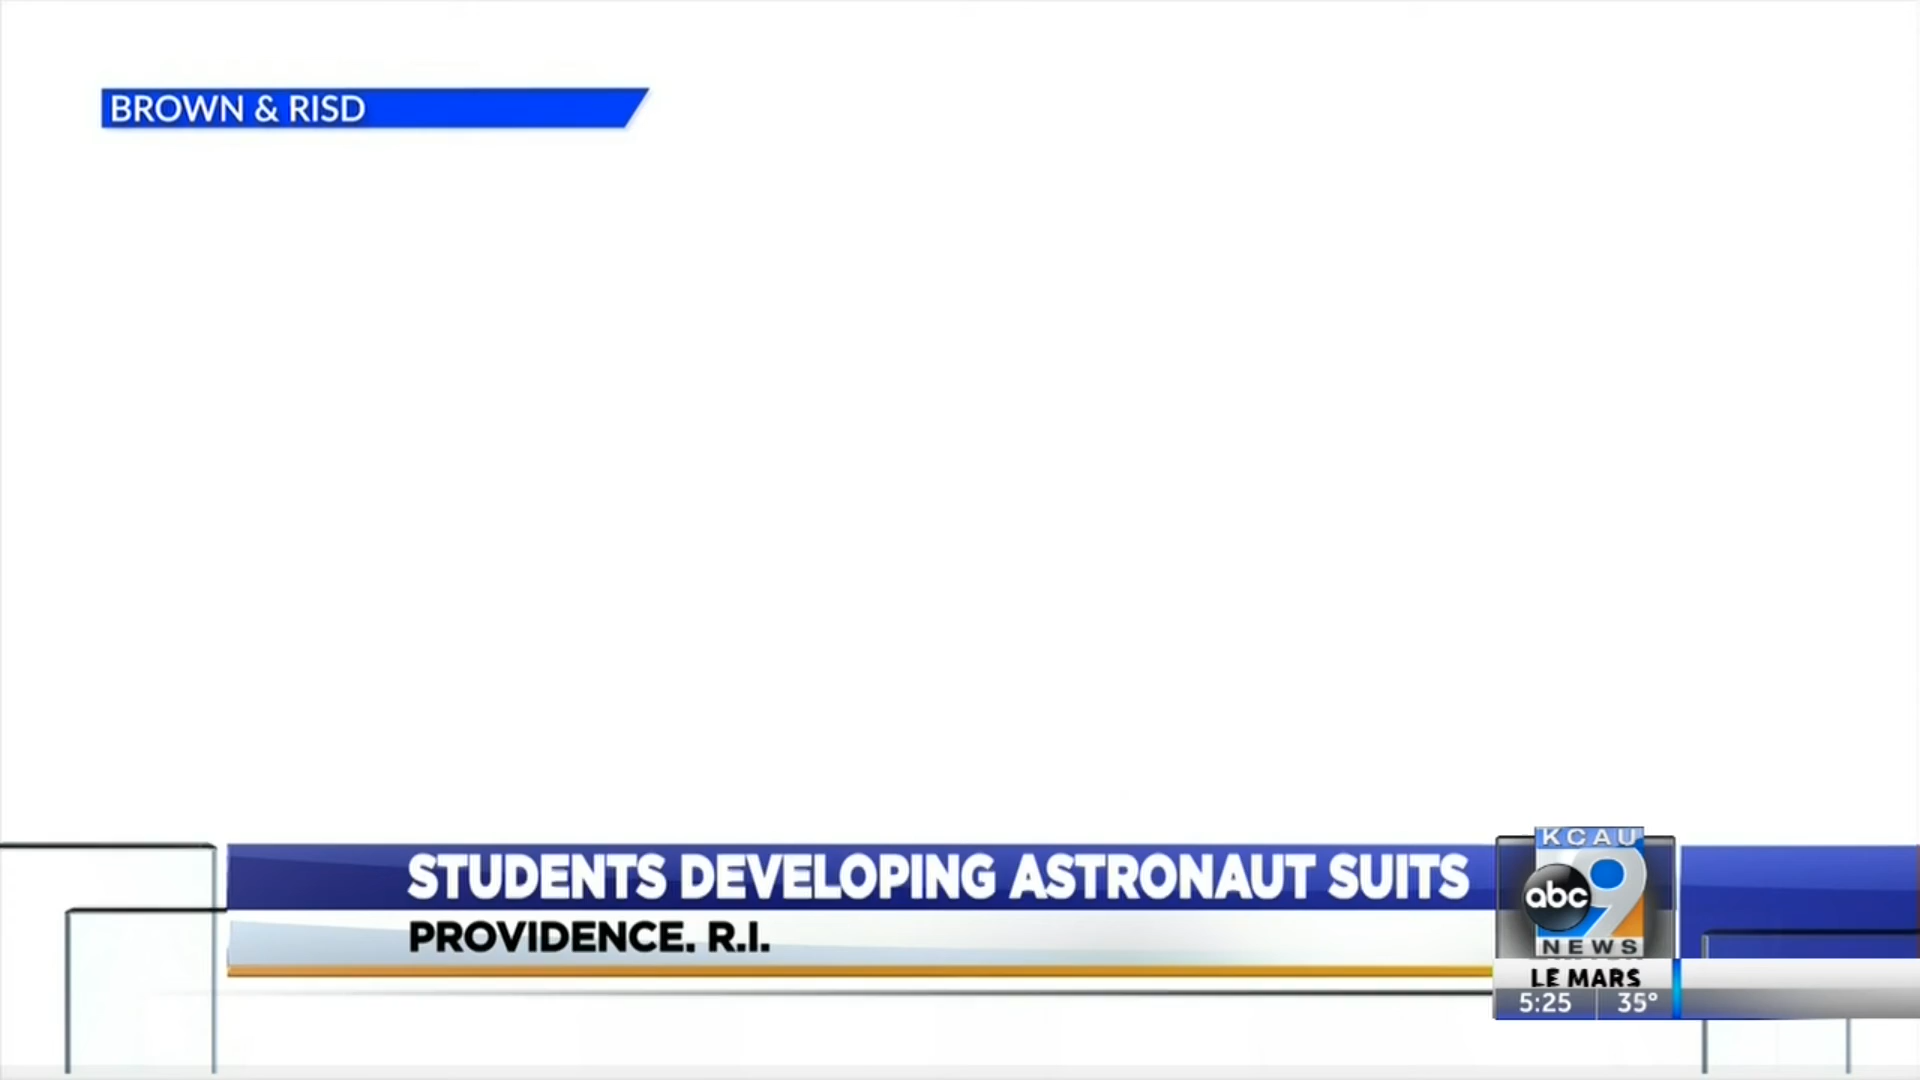 BROWN & RISD
STUDENTS DEVELOPING ASTRONAUT SUITS
PROVIDENCE, R.I.
KCAU
abc 9
NEWS
LE MARS
5:25 35°